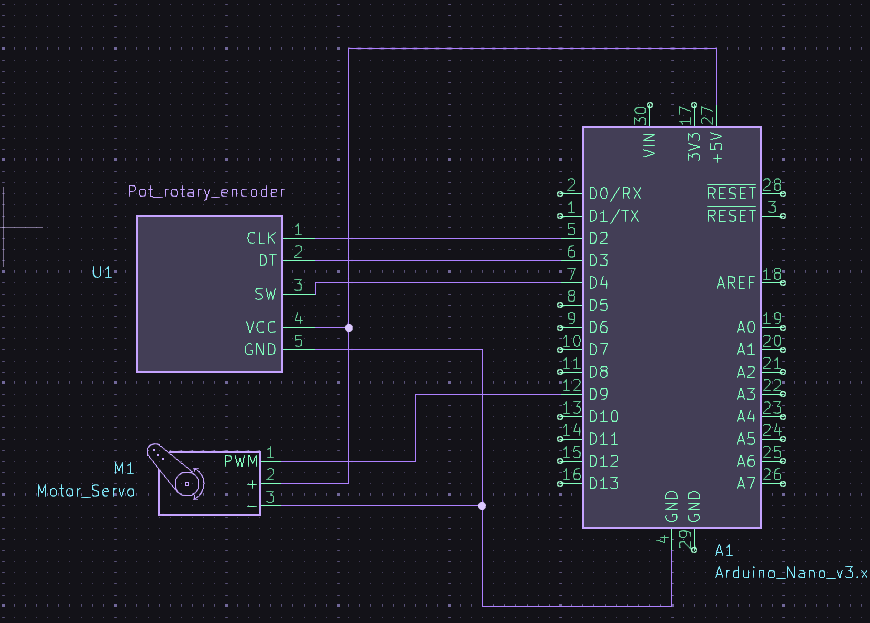 Pot_rotary_encoder
U1
CLK 1
DT 2
SW 3
VCC 4
GND 5
M1
Motor_Servo
PWM 1
+ 2
− 3
30 17 27
VIN 3V3 +5V
2 D0/RX RESET 28
1 D1/TX RESET 3
5 D2
6 D3
7 D4 AREF 18
8 D5
9 D6 A0 19
10 D7 A1 20
11 D8 A2 21
12 D9 A3 22
13 D10 A4 23
14 D11 A5 24
15 D12 A6 25
16 D13 A7 26
GND GND
4 29
A1
Arduino_Nano_v3.x